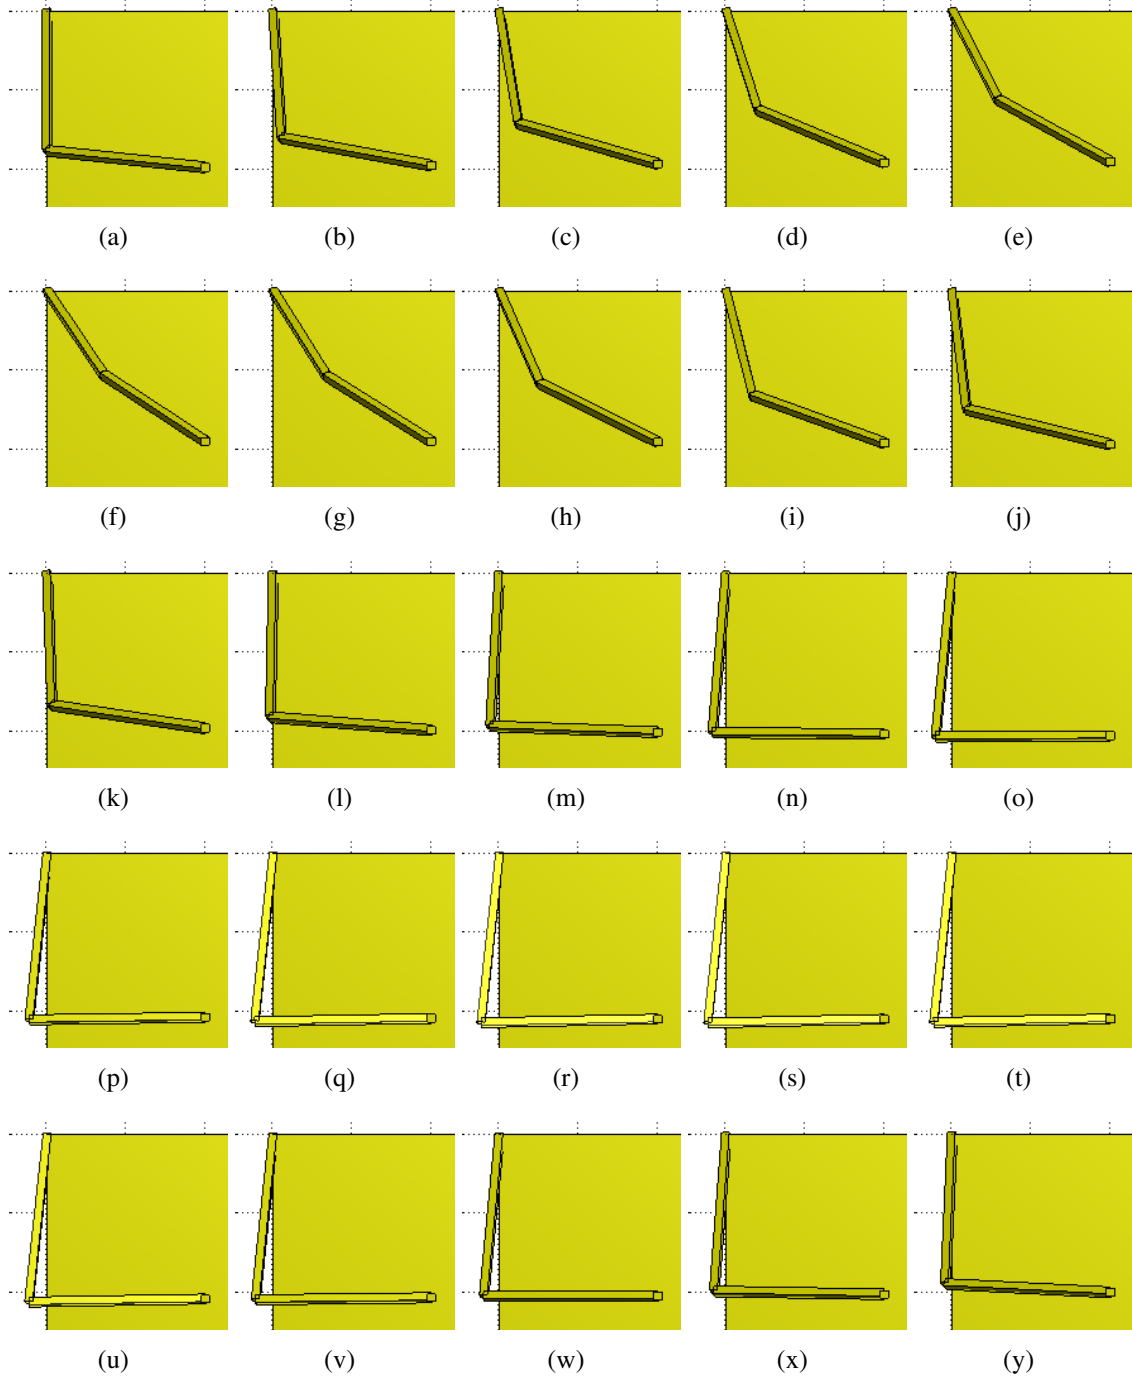 (a) (b) (c) (d) (e)
(f) (g) (h) (i) (j)
(k) (l) (m) (n) (o)
(p) (q) (r) (s) (t)
(u) (v) (w) (x) (y)